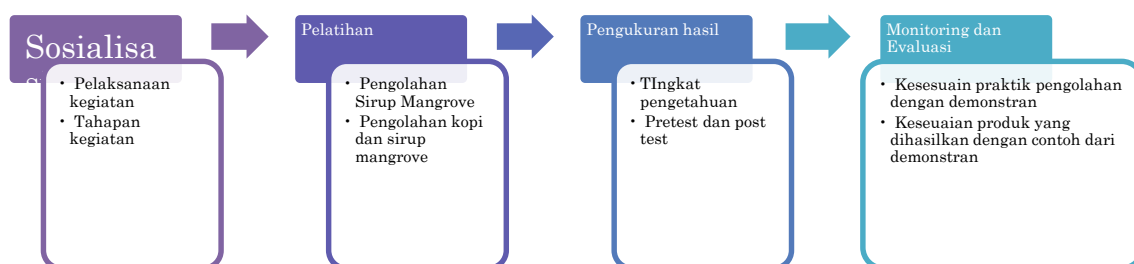 Sosialisa
• Pelaksanaan
kegiatan
• Tahapan
kegiatan
Pelatihan
• Pengolahan
Sirup Mangrove
• Pengolahan kopi
dan sirup
mangrove
Pengukuran hasil
• TIngkat
pengetahuan
• Pretest dan post
test
Monitoring dan
Evaluasi
• Kesesuain praktik pengolahan
dengan demonstran
• Keseuaian produk yang
dihasilkan dengan contoh dari
demonstran